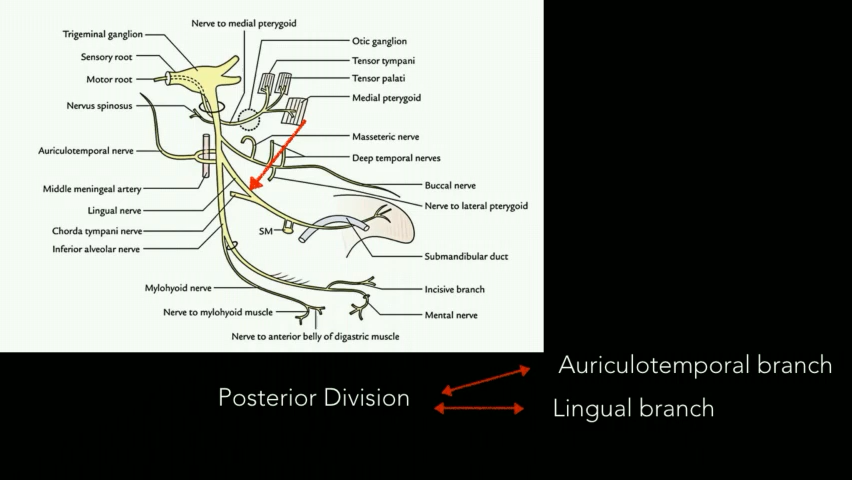 Nerve to medial pterygoid
Trigeminal ganglion
Otic ganglion
Sensory root
Tensor tympani
Motor root
Tensor palati
Medial pterygoid
Nervus spinosus
Masseteric nerve
Auriculotemporal nerve
Deep temporal nerves
Middle meningeal artery
Buccal nerve
Lingual nerve
Nerve to lateral pterygoid
Chorda tympani nerve
SM
Inferior alveolar nerve
Submandibular duct
Mylohyoid nerve
Incisive branch
Nerve to mylohyoid muscle
Mental nerve
Nerve to anterior belly of digastric muscle
Auriculotemporal branch
Posterior Division
Lingual branch